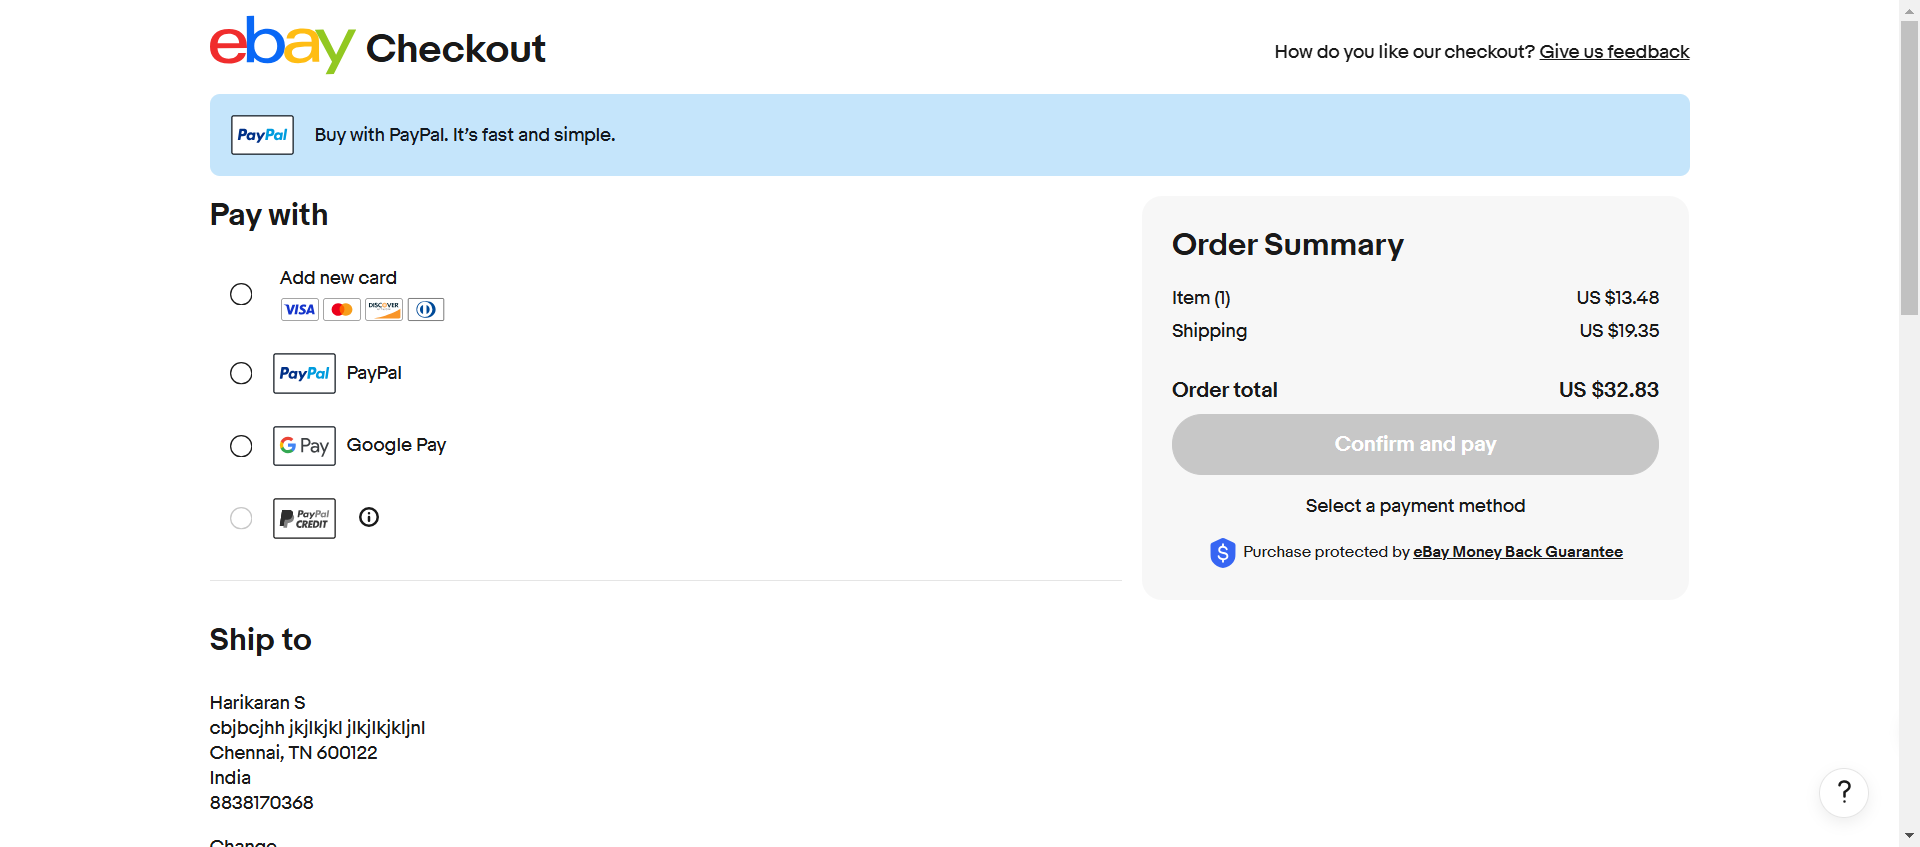 ebay Checkout
How do you like our checkout? Give us feedback
PayPal Buy with PayPal. It's fast and simple.
Pay with
Add new card
VISA DISCOVER
PayPal PayPal
G Pay Google Pay
PayPal CREDIT
Order Summary
Item (1) US $13.48
Shipping US $19.35
Order total US $32.83
Confirm and pay
Select a payment method
Purchase protected by eBay Money Back Guarantee
Ship to
Harikaran S
cbjbcjhh jkjlkjkl jlkjlkjkljnl
Chennai, TN 600122
India
8838170368
Change
?